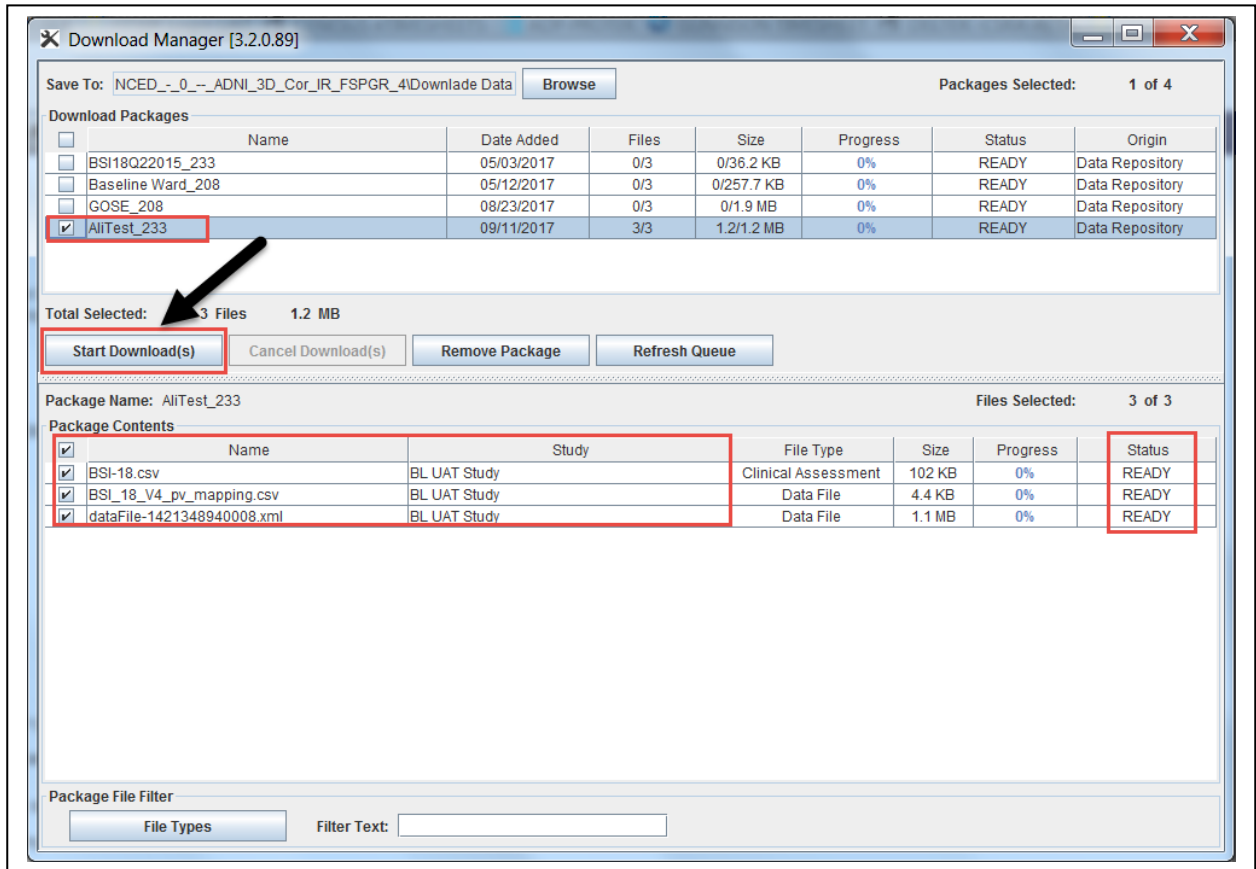 Download Manager [3.2.0.89]
Save To: NCED_-_0_--_ADNI_3D_Cor_IR_FSPGR_4\Downlade Data Browse Packages Selected: 1 of 4
Download Packages
Name Date Added Files Size Progress Status Origin
BSI18Q22015_233 05/03/2017 0/3 0/36.2 KB 0% READY Data Repository
Baseline Ward_208 05/12/2017 0/3 0/257.7 KB 0% READY Data Repository
GOSE_208 08/23/2017 0/3 0/1.9 MB 0% READY Data Repository
AliTest_233 09/11/2017 3/3 1.2/1.2 MB 0% READY Data Repository
Total Selected: 3 Files 1.2 MB
Start Download(s) Cancel Download(s) Remove Package Refresh Queue
Package Name: AliTest_233 Files Selected: 3 of 3
Package Contents
Name Study File Type Size Progress Status
BSI-18.csv BL UAT Study Clinical Assessment 102 KB 0% READY
BSI_18_V4_pv_mapping.csv BL UAT Study Data File 4.4 KB 0% READY
dataFile-1421348940008.xml BL UAT Study Data File 1.1 MB 0% READY
Package File Filter
File Types Filter Text: